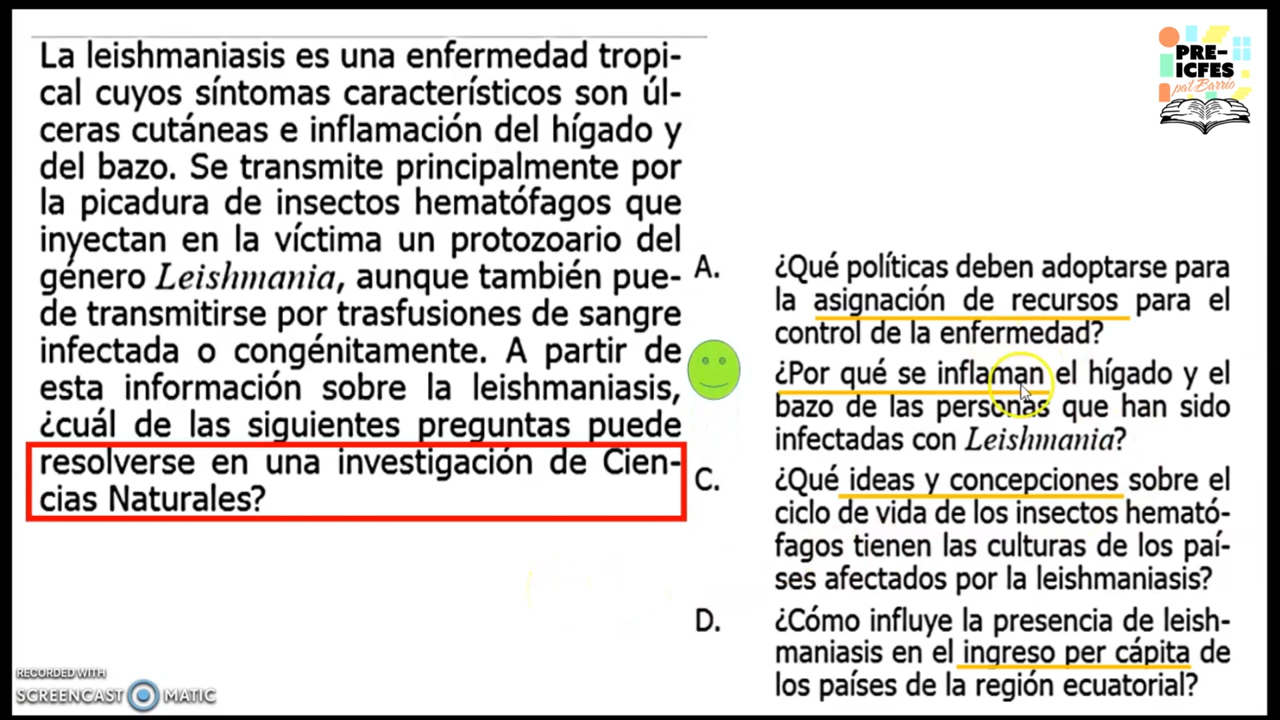 La leishmaniasis es una enfermedad tropi-
cal cuyos síntomas característicos son úl-
ceras cutáneas e inflamación del hígado y
del bazo. Se transmite principalmente por
la picadura de insectos hematófagos que
inyectan en la víctima un protozoario del
género Leishmania, aunque también pue-
de transmitirse por trasfusiones de sangre
infectada o congénitamente. A partir de
esta información sobre la leishmaniasis,
¿cuál de las siguientes preguntas puede
resolverse en una investigación de Cien-
cias Naturales?
PRE-
ICFES
pal Barrio
A. ¿Qué políticas deben adoptarse para
la asignación de recursos para el
control de la enfermedad?
¿Por qué se inflaman el hígado y el
bazo de las personas que han sido
infectadas con Leishmania?
C. ¿Qué ideas y concepciones sobre el
ciclo de vida de los insectos hemató-
fagos tienen las culturas de los paí-
ses afectados por la leishmaniasis?
D. ¿Cómo influye la presencia de leish-
maniasis en el ingreso per cápita de
los países de la región ecuatorial?
RECORDED WITH
SCREENCAST MATIC